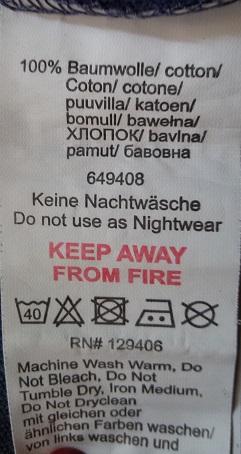 100% Baumwolle/ cotton/
Coton/ cotone/
puuvilla/ katoen/
bomull/ bawełna/
ХЛОПОК/ bavlna/
pamut/ бавовна
649408
Keine Nachtwäsche
Do not use as Nightwear
KEEP AWAY
FROM FIRE
40
RN# 129406
Machine Wash Warm, Do
Not Bleach, Do Not
Tumble Dry, Iron Medium,
Do Not Dryclean
mit gleichen oder
ähnlichen Farben waschen/
von links waschen und